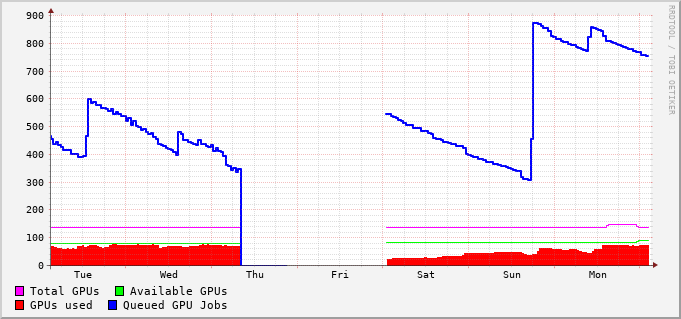 RRDTOOL / TOBI OETIKER
900
800
700
600
500
400
300
200
100
0
Tue Wed Thu Fri Sat Sun Mon
Total GPUs Available GPUs
GPUs used Queued GPU Jobs